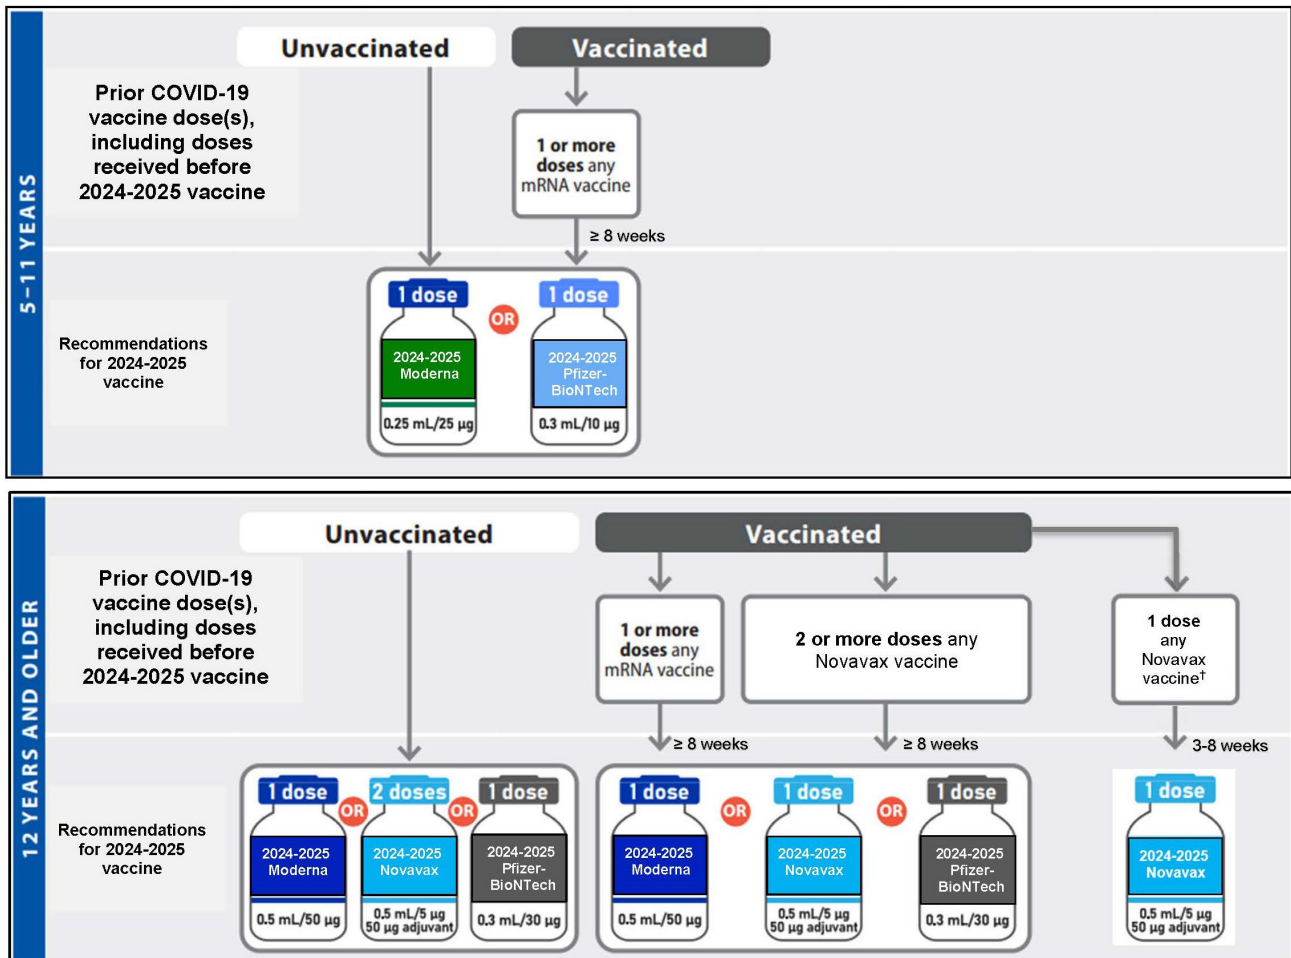 5–11 YEARS
Unvaccinated
Vaccinated
Prior COVID-19
vaccine dose(s),
including doses
received before
2024-2025 vaccine
1 or more
doses any
mRNA vaccine
≥ 8 weeks
Recommendations
for 2024-2025
vaccine
1 dose
2024-2025
Moderna
0.25 mL/25 µg
OR
1 dose
2024-2025
Pfizer-
BioNTech
0.3 mL/10 µg
12 YEARS AND OLDER
Unvaccinated
Vaccinated
Prior COVID-19
vaccine dose(s),
including doses
received before
2024-2025 vaccine
1 or more
doses any
mRNA vaccine
2 or more doses any
Novavax vaccine
1 dose
any
Novavax
vaccine†
≥ 8 weeks
≥ 8 weeks
3-8 weeks
Recommendations
for 2024-2025
vaccine
1 dose
2024-2025
Moderna
0.5 mL/50 µg
OR
2 doses
2024-2025
Novavax
0.5 mL/5 µg
50 µg adjuvant
OR
1 dose
2024-2025
Pfizer-
BioNTech
0.3 mL/30 µg
1 dose
2024-2025
Moderna
0.5 mL/50 µg
OR
1 dose
2024-2025
Novavax
0.5 mL/5 µg
50 µg adjuvant
OR
1 dose
2024-2025
Pfizer-
BioNTech
0.3 mL/30 µg
1 dose
2024-2025
Novavax
0.5 mL/5 µg
50 µg adjuvant